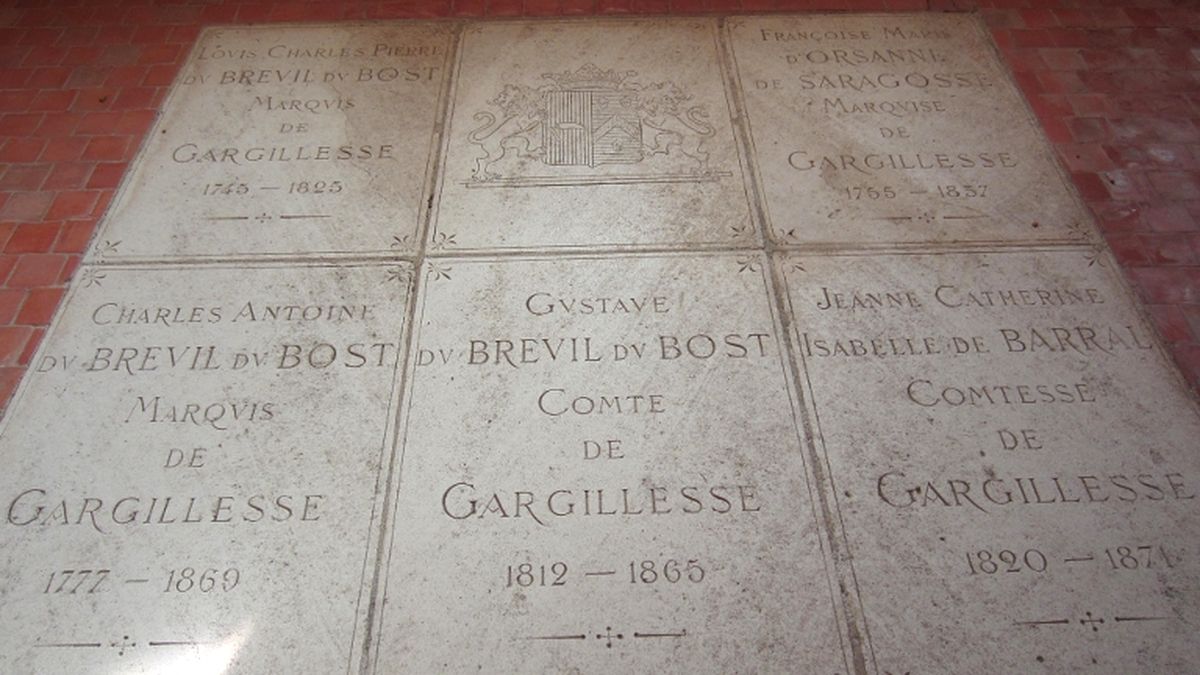 LOVIS CHARLES PIERRE
DV BREVIL DV BOST
MARQVIS
DE
GARGILLESSE
1745 – 1825
FRANÇOISE MARIE
D'ORSANNE
DE SARAGOSSE
MARQVISE
DE
GARGILLESSE
1755 – 1837
CHARLES ANTOINE
DV BREVIL DV BOST
MARQVIS
DE
GARGILLESSE
1777 – 1869
GVSTAVE
DV BREVIL DV BOST
COMTE
DE
GARGILLESSE
1812 – 1865
JEANNE CATHERINE
ISABELLE DE BARRAL
COMTESSE
DE
GARGILLESSE
1820 – 1871